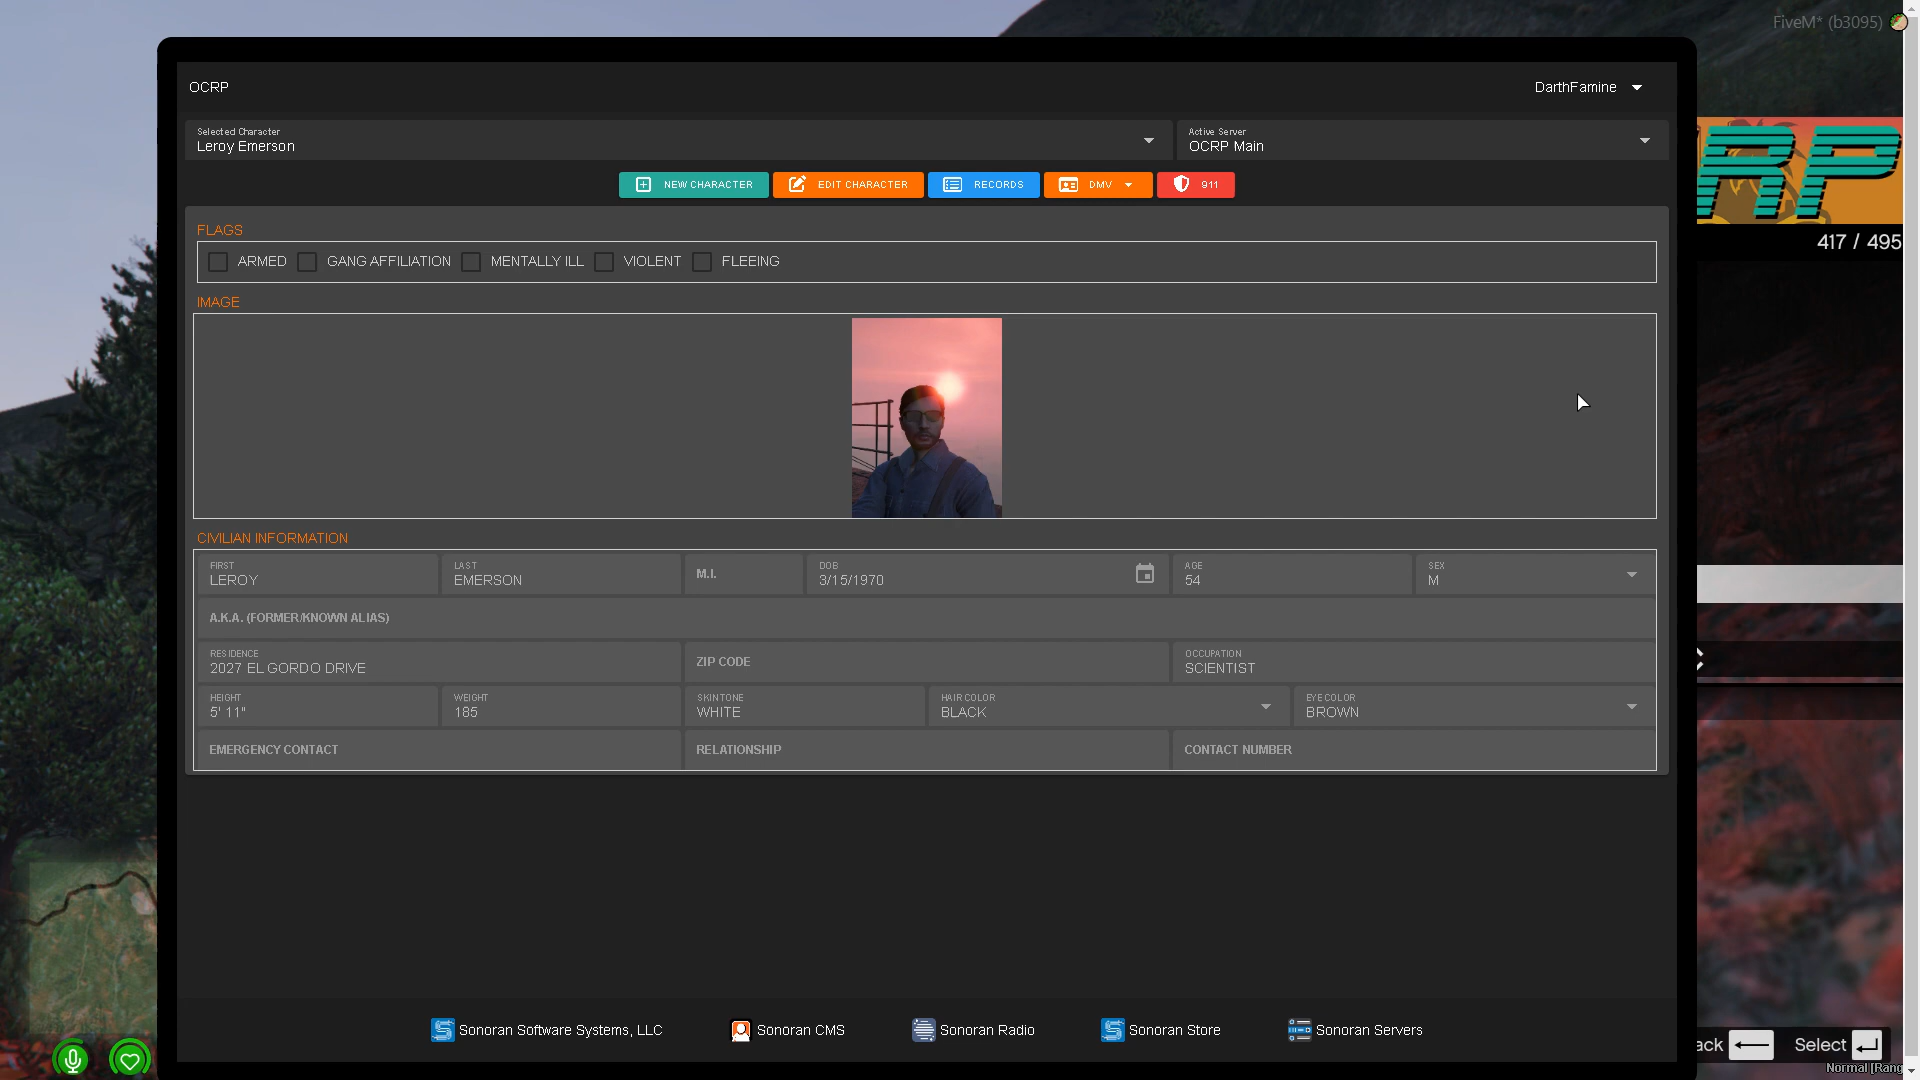 FiveM* (b3095)
OCRP
DarthFamine
Selected Character
Leroy Emerson
Active Server
OCRP Main
NEW CHARACTER
EDIT CHARACTER
RECORDS
DMV
911
RP
417 / 495
FLAGS
ARMED
GANG AFFILIATION
MENTALLY ILL
VIOLENT
FLEEING
IMAGE
CIVILIAN INFORMATION
FIRST
LEROY
LAST
EMERSON
M.I.
DOB
3/15/1970
AGE
54
SEX
M
A.K.A. (FORMER/KNOWN ALIAS)
RESIDENCE
2027 EL GORDO DRIVE
ZIP CODE
OCCUPATION
SCIENTIST
HEIGHT
5' 11"
WEIGHT
185
SKINTONE
WHITE
HAIR COLOR
BLACK
EYE COLOR
BROWN
EMERGENCY CONTACT
RELATIONSHIP
CONTACT NUMBER
Sonoran Software Systems, LLC
Sonoran CMS
Sonoran Radio
Sonoran Store
Sonoran Servers
ack
Select
Normal [Rang